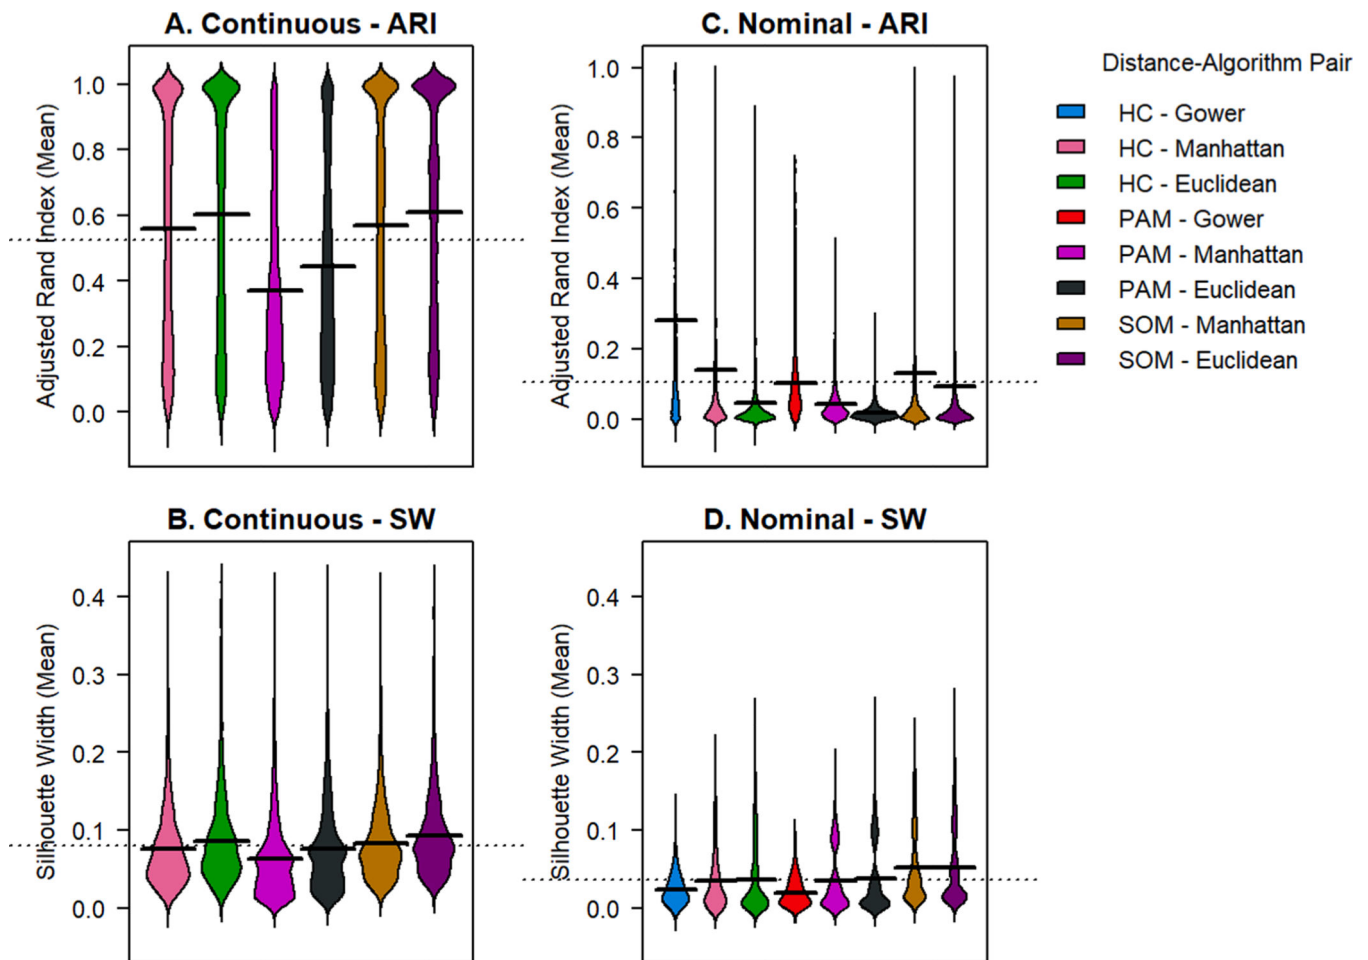 A. Continuous - ARI
Adjusted Rand Index (Mean)
1.0
0.8
0.6
0.4
0.2
0.0
C. Nominal - ARI
Adjusted Rand Index (Mean)
1.0
0.8
0.6
0.4
0.2
0.0
Distance-Algorithm Pair
HC - Gower
HC - Manhattan
HC - Euclidean
PAM - Gower
PAM - Manhattan
PAM - Euclidean
SOM - Manhattan
SOM - Euclidean
B. Continuous - SW
Silhouette Width (Mean)
0.4
0.3
0.2
0.1
0.0
D. Nominal - SW
Silhouette Width (Mean)
0.4
0.3
0.2
0.1
0.0